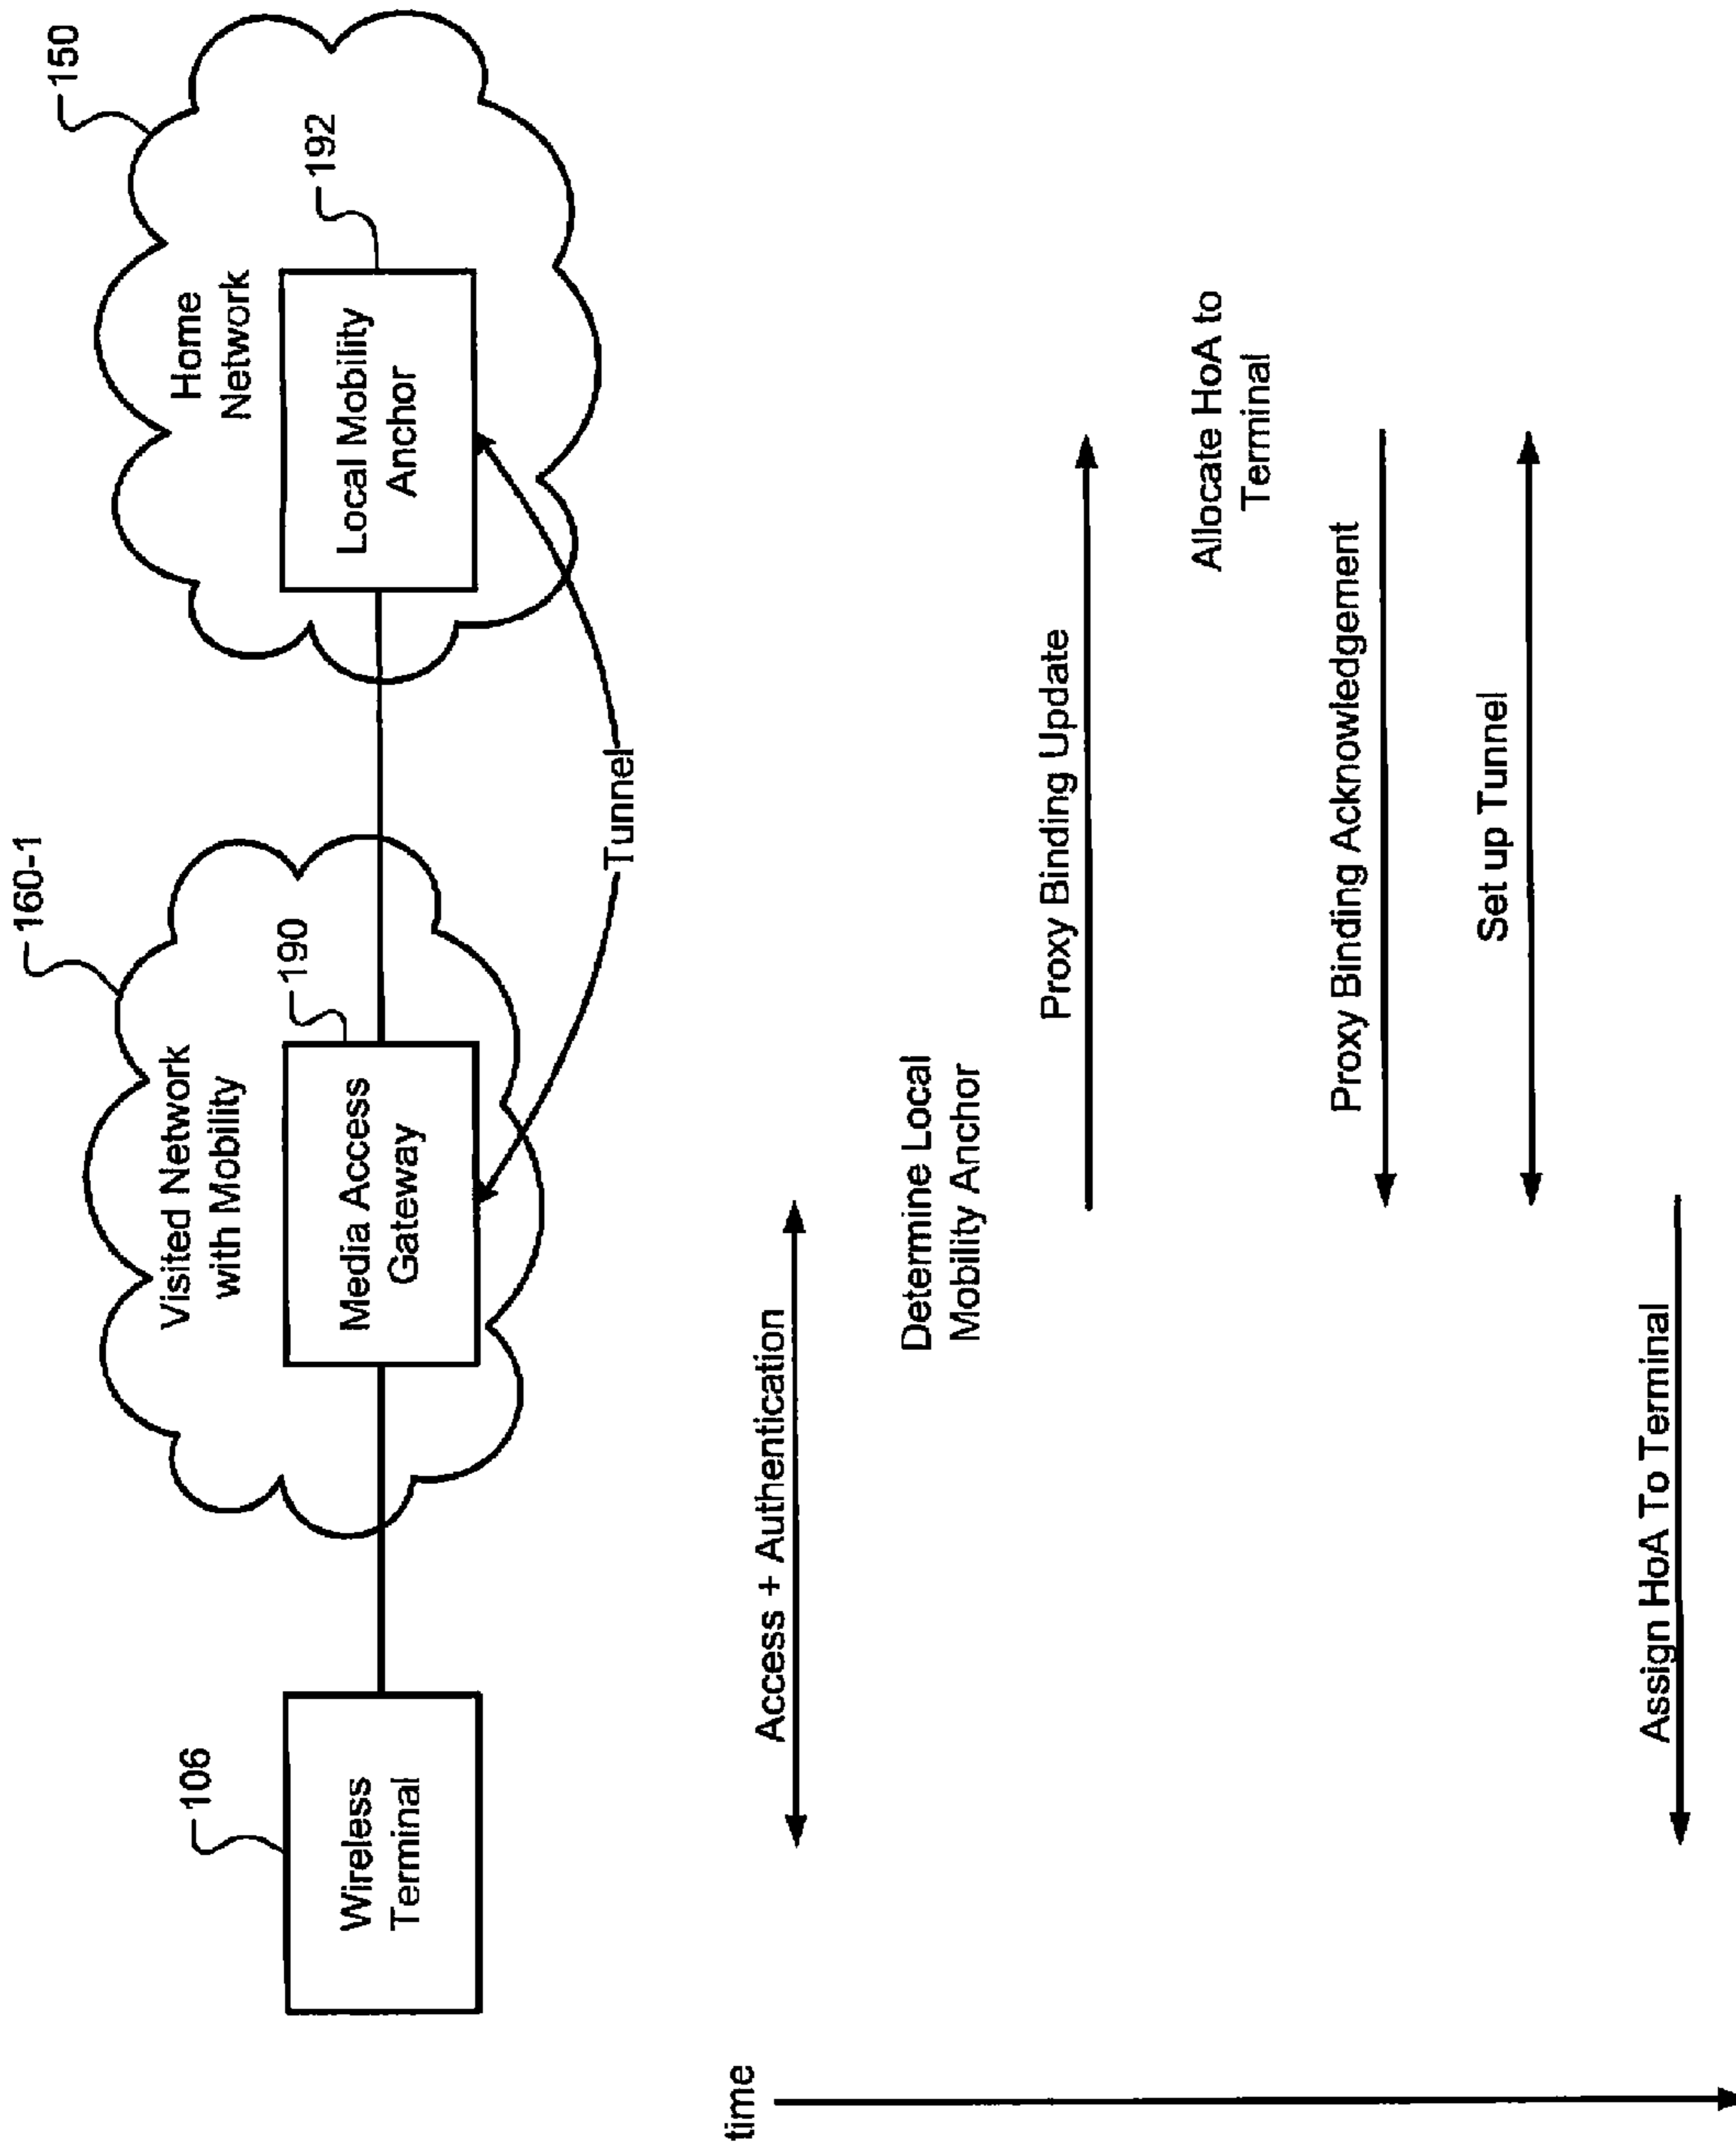 150
160-1
Home
Network
192
Visited Network
with Mobility
190
106
Wireless
Terminal
Media Access
Gateway
Local Mobility
Anchor
Tunnel
time
Access + Authentication
Determine Local
Mobility Anchor
Proxy Binding Update
Allocate HoA to
Terminal
Proxy Binding Acknowledgement
Set up Tunnel
Assign HoA To Terminal